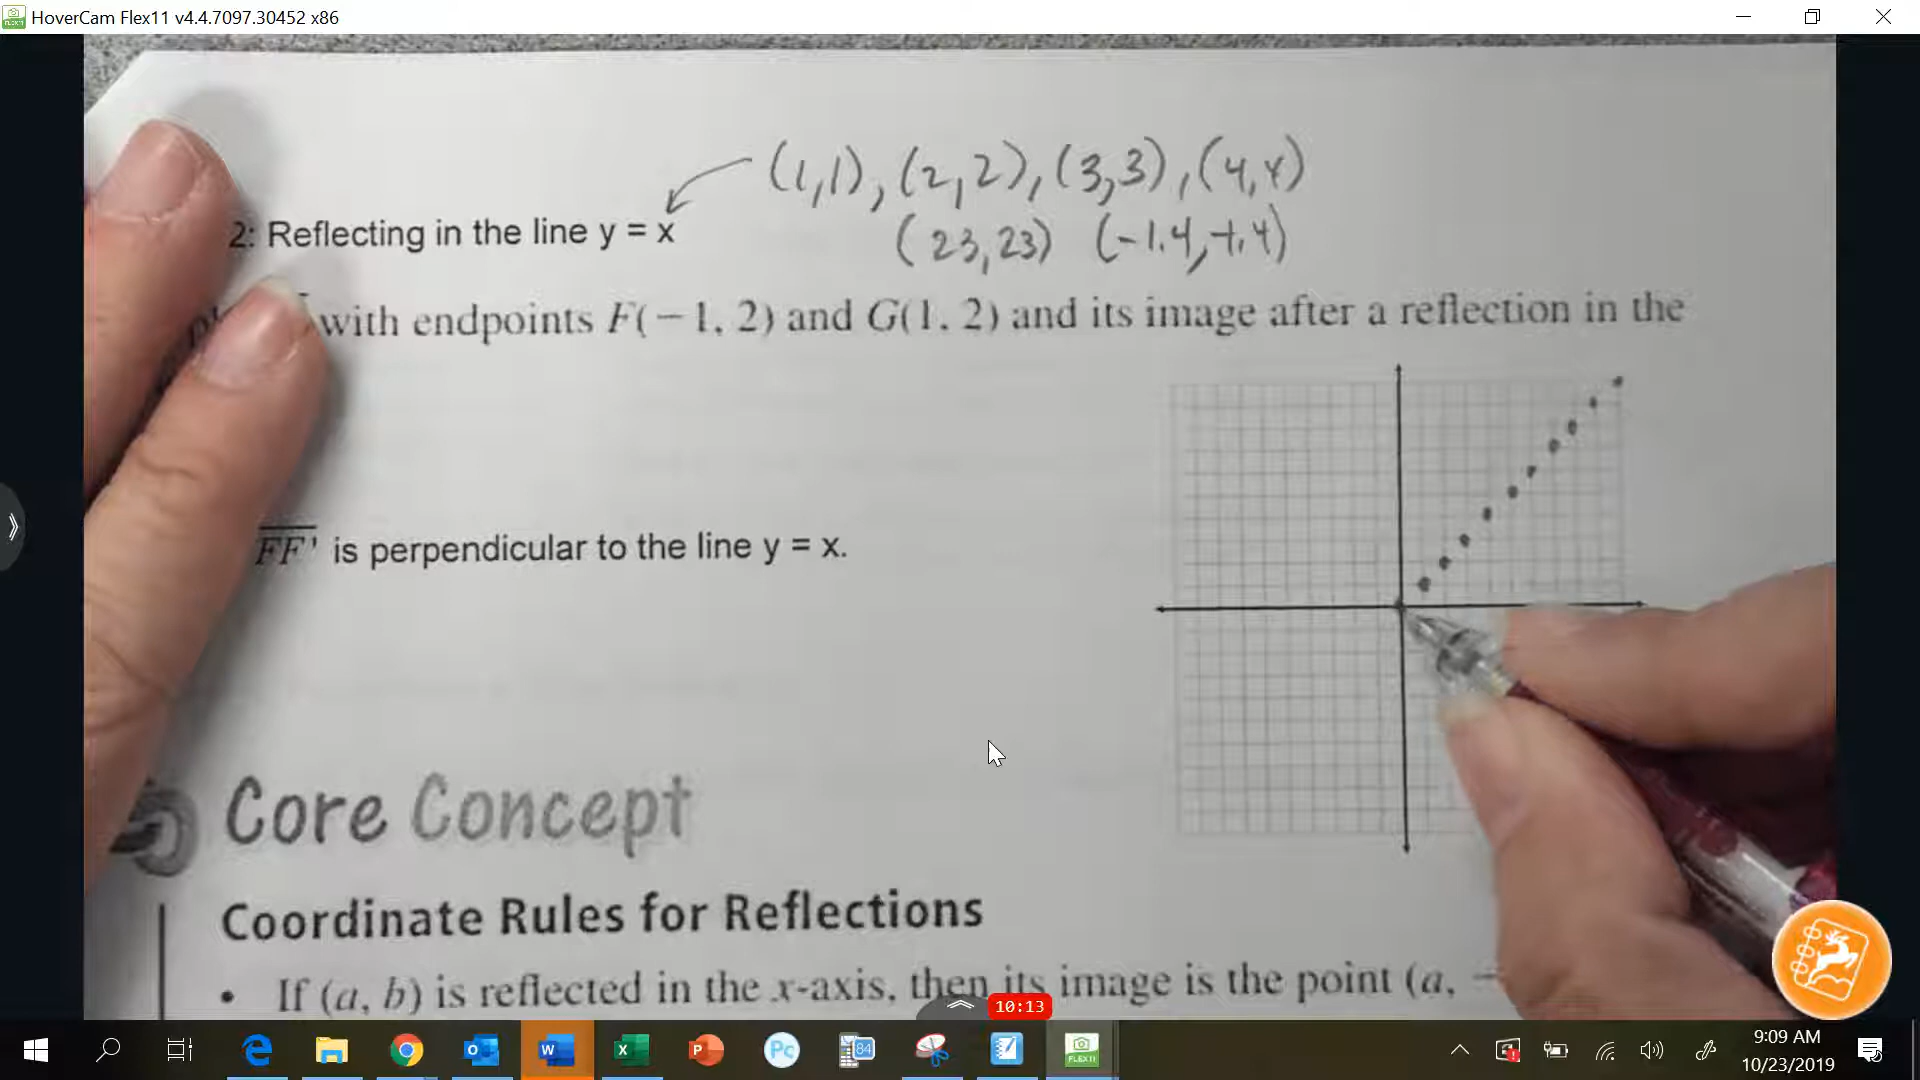 HoverCam Flex11 v4.4.7097.30452 x86
(1,1), (2,2), (3,3), (4,4)
2: Reflecting in the line y = x
(23,23) (-1.4,-1.4)
with endpoints F(−1, 2) and G(1, 2) and its image after a reflection in the
FF' is perpendicular to the line y = x.
Core Concept
Coordinate Rules for Reflections
• If (a, b) is reflected in the x-axis, then its image is the point (a, −
10:13
84
FLEX11
9:09 AM
10/23/2019